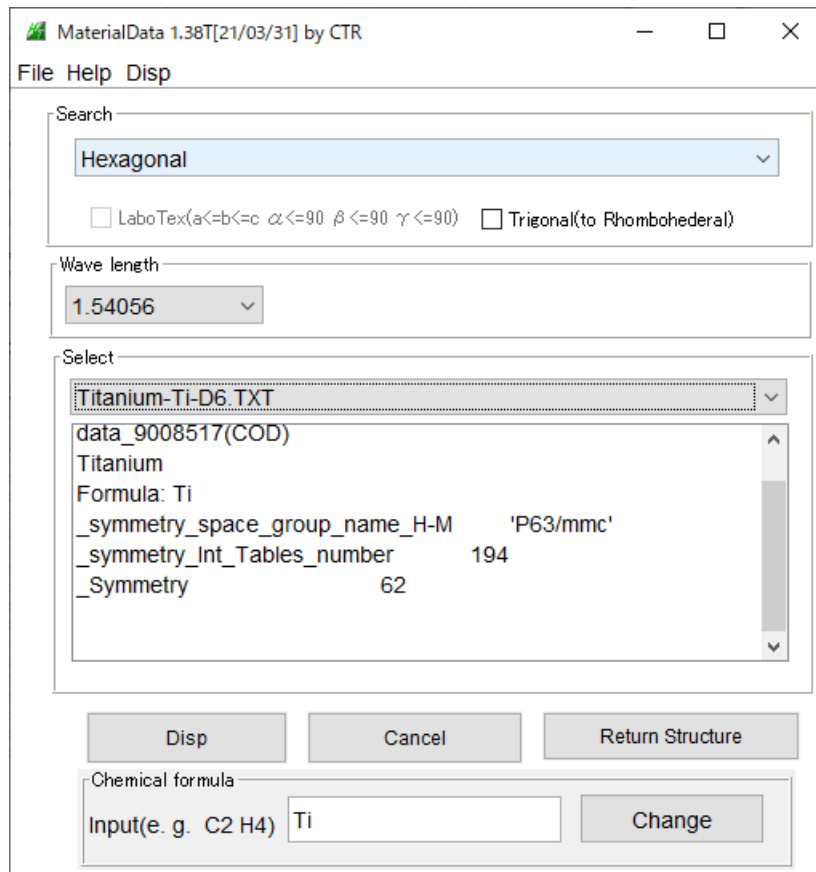 MaterialData 1.38T[21/03/31] by CTR
File Help Disp
Search
Hexagonal
LaboTex(a<=b<=c α<=90 β<=90 γ<=90)
Trigonal(to Rhombohederal)
Wave length
1.54056
Select
Titanium-Ti-D6.TXT
data_9008517(COD)
Titanium
Formula: Ti
_symmetry_space_group_name_H-M 'P63/mmc'
_symmetry_Int_Tables_number 194
_Symmetry 62
Disp Cancel Return Structure
Chemical formula
Input(e. g. C2 H4) Ti Change